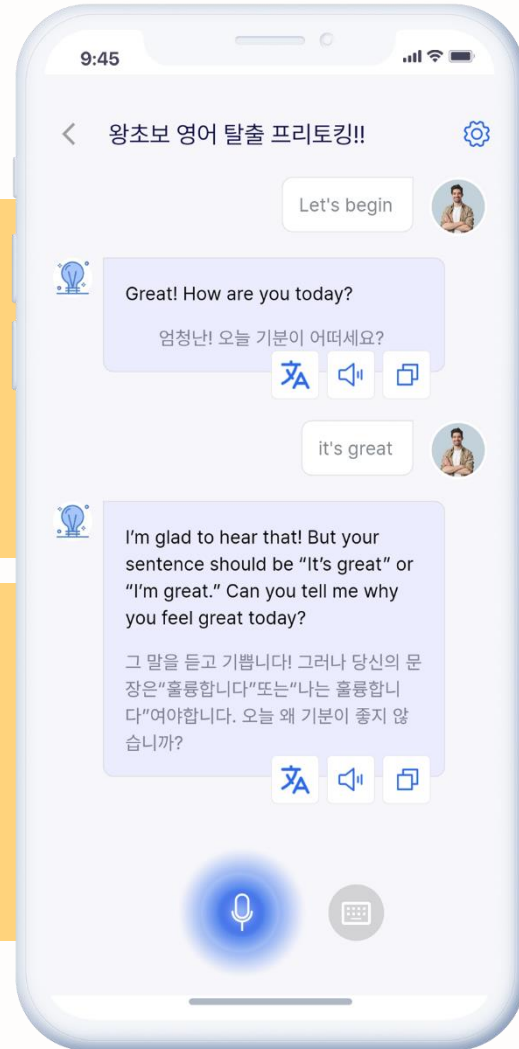 9:45
왕초보 영어 탈출 프리토킹!!
Let's begin
Great! How are you today?
엄청난! 오늘 기분이 어떠세요?
it's great
I'm glad to hear that! But your
sentence should be “It's great” or
“I'm great.” Can you tell me why
you feel great today?
그 말을 듣고 기쁩니다! 그러나 당신의 문
장은“훌륭합니다”또는“나는 훌륭합니
다”여야합니다. 오늘 왜 기분이 좋지 않
습니까?